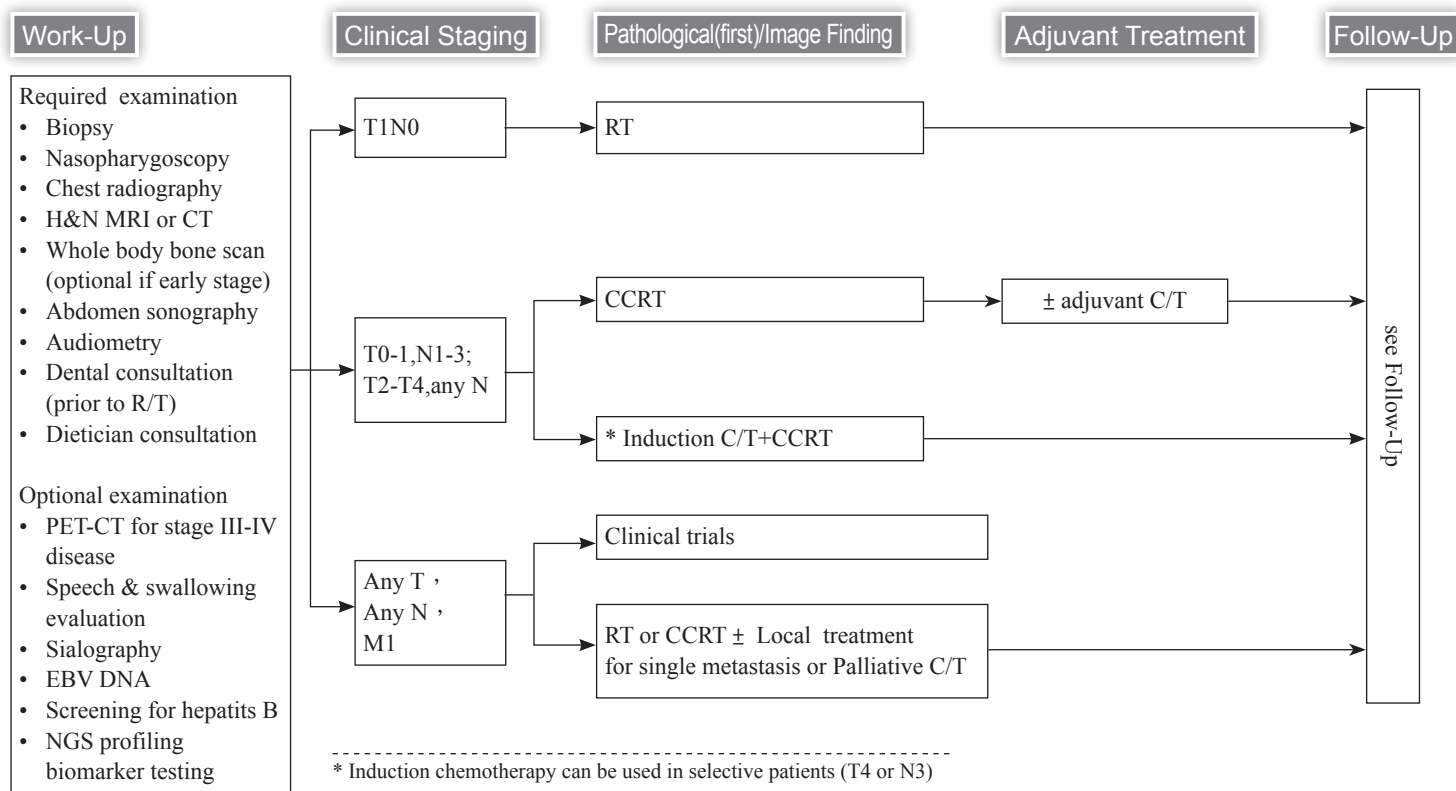 Work-Up
Clinical Staging
Pathological(first)/Image Finding
Adjuvant Treatment
Follow-Up
Required examination
• Biopsy
• Nasopharygoscopy
• Chest radiography
• H&N MRI or CT
• Whole body bone scan
(optional if early stage)
• Abdomen sonography
• Audiometry
• Dental consultation
(prior to R/T)
• Dietician consultation
Optional examination
• PET-CT for stage III-IV
disease
• Speech & swallowing
evaluation
• Sialography
• EBV DNA
• Screening for hepatits B
• NGS profiling
biomarker testing
T1N0
RT
T0-1,N1-3;
T2-T4,any N
CCRT
± adjuvant C/T
* Induction C/T+CCRT
Any T，
Any N，
M1
Clinical trials
RT or CCRT ± Local treatment
for single metastasis or Palliative C/T
see Follow-Up
* Induction chemotherapy can be used in selective patients (T4 or N3)